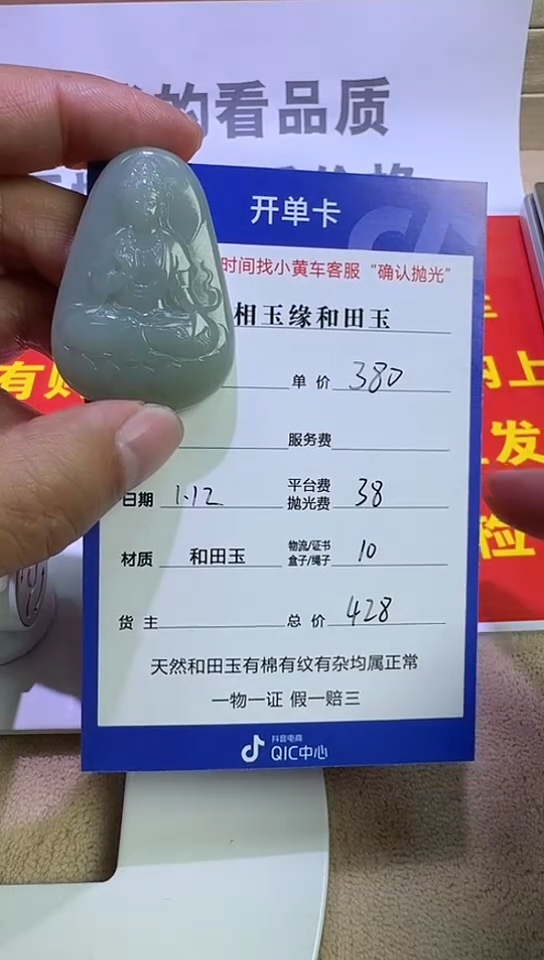 的看品质
开单卡
时间找小黄车客服“确认抛光”
相玉缘和田玉
单价 380
服务费
日期 1.12 平台费 抛光费 38
材质 和田玉 物流/证书 盒子/绳子 10
货主 总价 428
天然和田玉有棉有纹有杂均属正常
一物一证 假一赔三
抖音电商
QIC中心
有
上
发
检